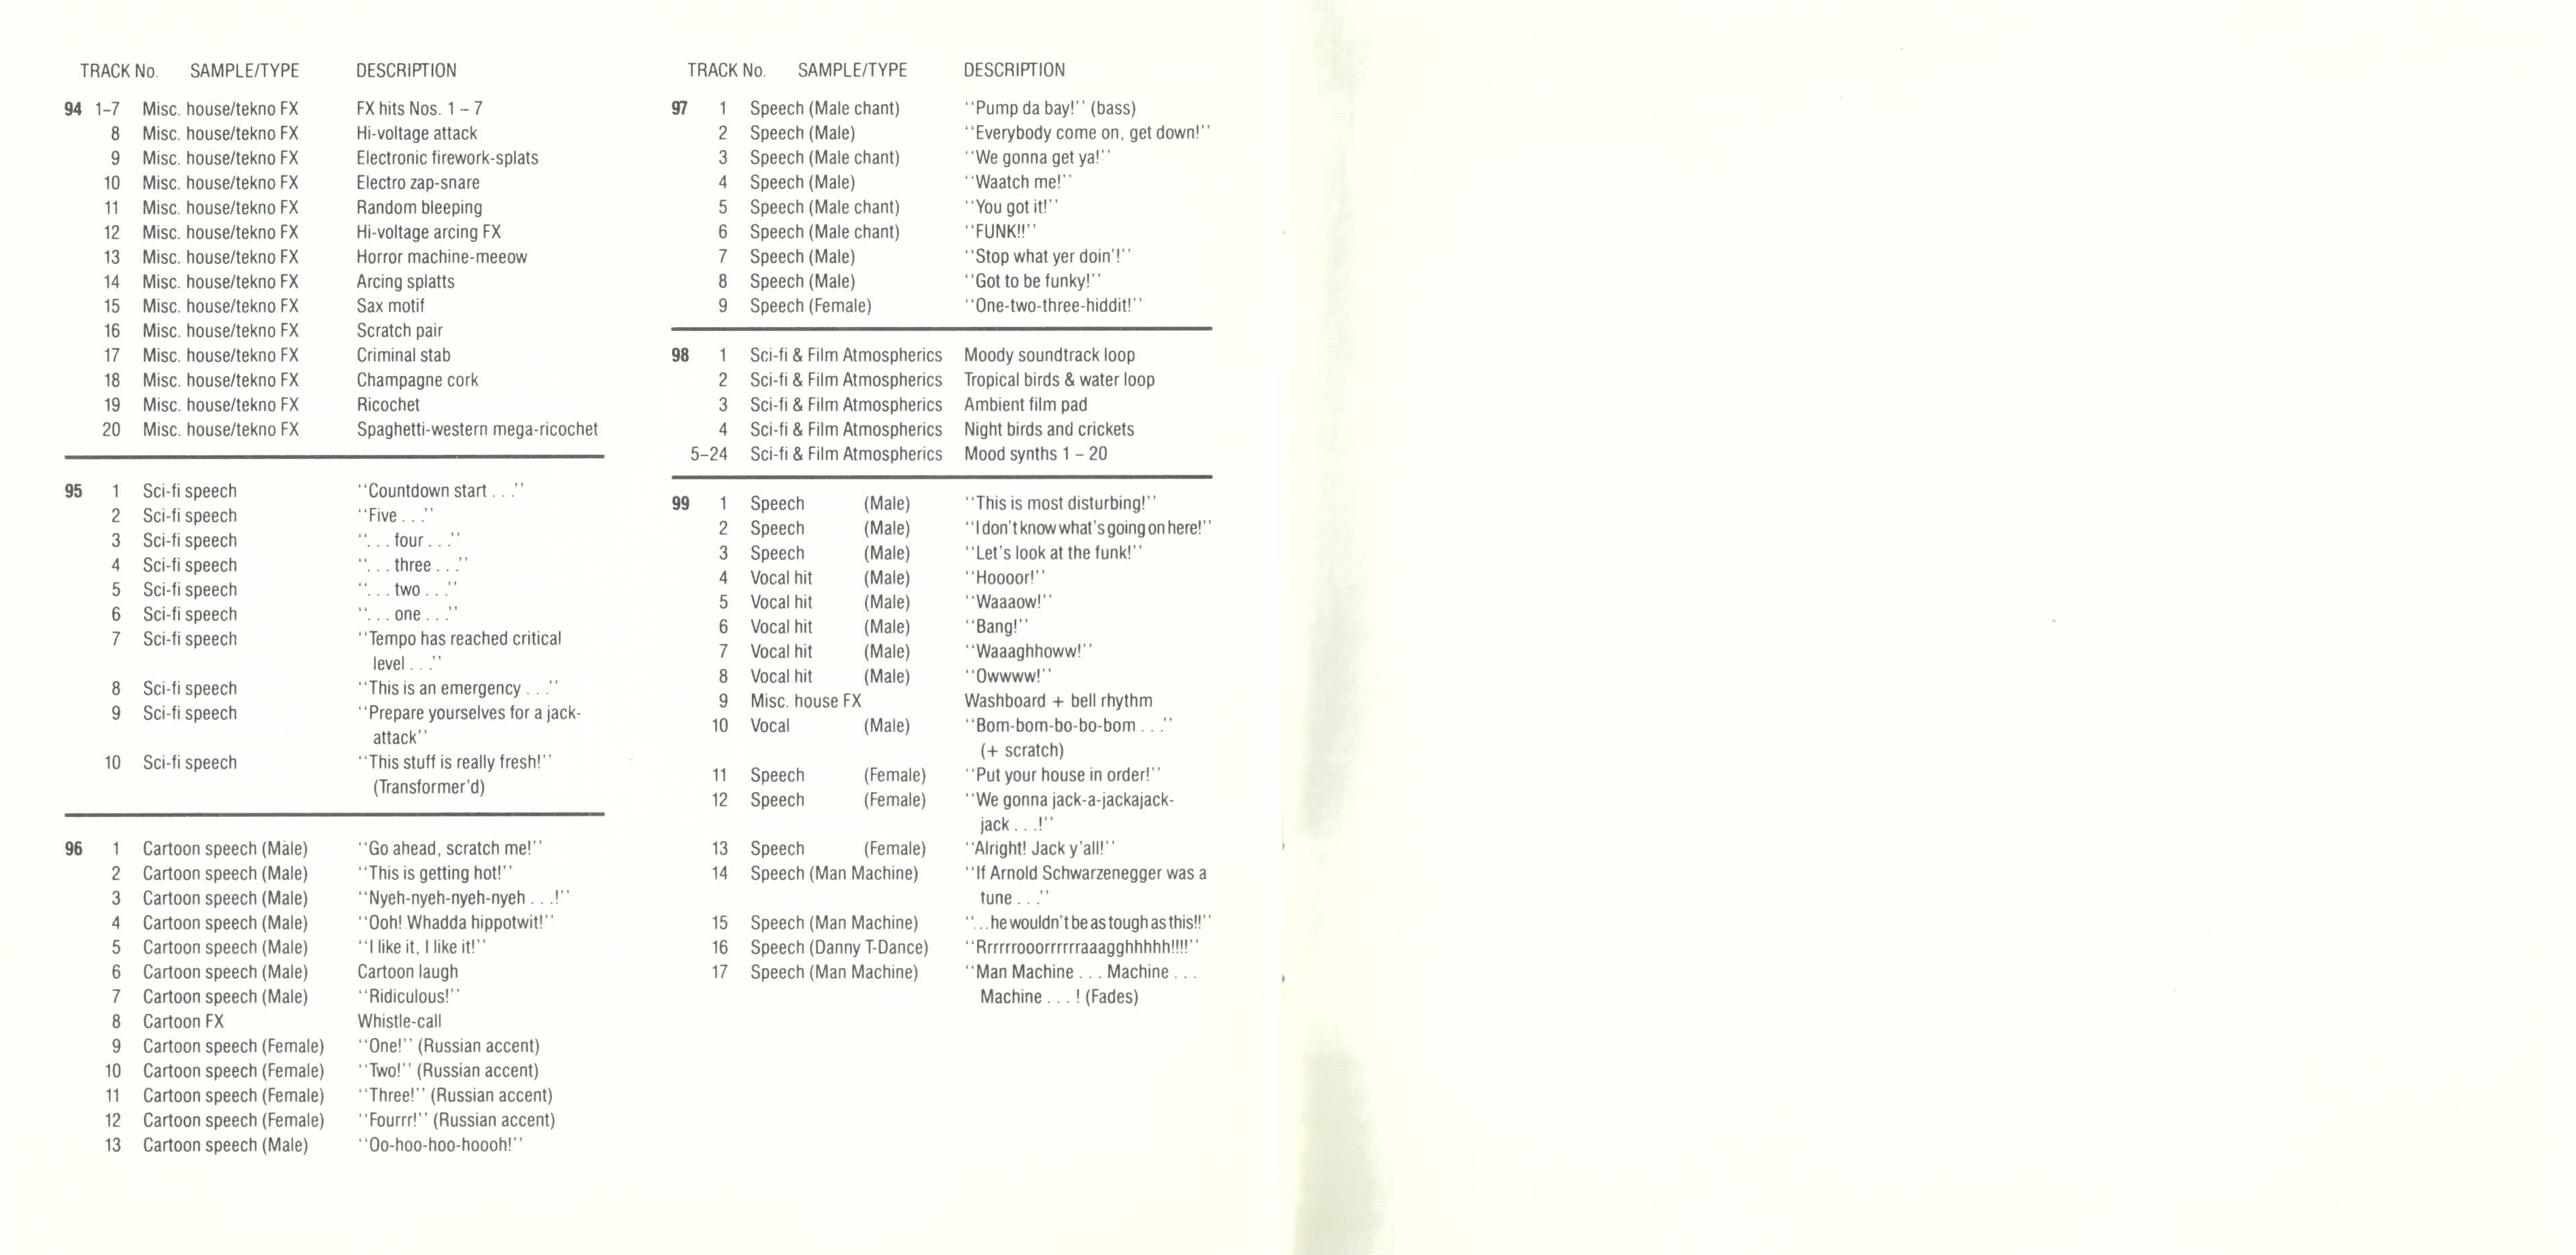 TRACK No. SAMPLE/TYPE DESCRIPTION
94 1–7 Misc. house/tekno FX FX hits Nos. 1 – 7
8 Misc. house/tekno FX Hi-voltage attack
9 Misc. house/tekno FX Electronic firework-splats
10 Misc. house/tekno FX Electro zap-snare
11 Misc. house/tekno FX Random bleeping
12 Misc. house/tekno FX Hi-voltage arcing FX
13 Misc. house/tekno FX Horror machine-meeow
14 Misc. house/tekno FX Arcing splatts
15 Misc. house/tekno FX Sax motif
16 Misc. house/tekno FX Scratch pair
17 Misc. house/tekno FX Criminal stab
18 Misc. house/tekno FX Champagne cork
19 Misc. house/tekno FX Ricochet
20 Misc. house/tekno FX Spaghetti-western mega-ricochet
95 1 Sci-fi speech ‘‘Countdown start . . .’’
2 Sci-fi speech ‘‘Five . . .’’
3 Sci-fi speech ‘‘. . . four . . .’’
4 Sci-fi speech ‘‘. . . three . . .’’
5 Sci-fi speech ‘‘. . . two . . .’’
6 Sci-fi speech ‘‘. . . one . . .’’
7 Sci-fi speech ‘‘Tempo has reached critical
level . . .’’
8 Sci-fi speech ‘‘This is an emergency . . .’’
9 Sci-fi speech ‘‘Prepare yourselves for a jack-
attack’’
10 Sci-fi speech ‘‘This stuff is really fresh!’’
(Transformer’d)
96 1 Cartoon speech (Male) ‘‘Go ahead, scratch me!’’
2 Cartoon speech (Male) ‘‘This is getting hot!’’
3 Cartoon speech (Male) ‘‘Nyeh-nyeh-nyeh-nyeh . . .!’’
4 Cartoon speech (Male) ‘‘Ooh! Whadda hippotwit!’’
5 Cartoon speech (Male) ‘‘I like it, I like it!’’
6 Cartoon speech (Male) Cartoon laugh
7 Cartoon speech (Male) ‘‘Ridiculous!’’
8 Cartoon FX Whistle-call
9 Cartoon speech (Female) ‘‘One!’’ (Russian accent)
10 Cartoon speech (Female) ‘‘Two!’’ (Russian accent)
11 Cartoon speech (Female) ‘‘Three!’’ (Russian accent)
12 Cartoon speech (Female) ‘‘Fourrr!’’ (Russian accent)
13 Cartoon speech (Male) ‘‘Oo-hoo-hoo-hoooh!’’
TRACK No. SAMPLE/TYPE DESCRIPTION
97 1 Speech (Male chant) ‘‘Pump da bay!’’ (bass)
2 Speech (Male) ‘‘Everybody come on, get down!’’
3 Speech (Male chant) ‘‘We gonna get ya!’’
4 Speech (Male) ‘‘Waatch me!’’
5 Speech (Male chant) ‘‘You got it!’’
6 Speech (Male chant) ‘‘FUNK!!’’
7 Speech (Male) ‘‘Stop what yer doin’!’’
8 Speech (Male) ‘‘Got to be funky!’’
9 Speech (Female) ‘‘One-two-three-hiddit!’’
98 1 Sci-fi & Film Atmospherics Moody soundtrack loop
2 Sci-fi & Film Atmospherics Tropical birds & water loop
3 Sci-fi & Film Atmospherics Ambient film pad
4 Sci-fi & Film Atmospherics Night birds and crickets
5–24 Sci-fi & Film Atmospherics Mood synths 1 – 20
99 1 Speech (Male) ‘‘This is most disturbing!’’
2 Speech (Male) ‘‘I don’t know what’s going on here!’’
3 Speech (Male) ‘‘Let’s look at the funk!’’
4 Vocal hit (Male) ‘‘Hoooor!’’
5 Vocal hit (Male) ‘‘Waaaow!’’
6 Vocal hit (Male) ‘‘Bang!’’
7 Vocal hit (Male) ‘‘Waaaghhoww!’’
8 Vocal hit (Male) ‘‘Owwww!’’
9 Misc. house FX Washboard + bell rhythm
10 Vocal (Male) ‘‘Bom-bom-bo-bo-bom . . .’’
(+ scratch)
11 Speech (Female) ‘‘Put your house in order!’’
12 Speech (Female) ‘‘We gonna jack-a-jackajack-
jack . . .!’’
13 Speech (Female) ‘‘Alright! Jack y’all!’’
14 Speech (Man Machine) ‘‘If Arnold Schwarzenegger was a
tune . . .’’
15 Speech (Man Machine) ‘‘. . . he wouldn’t be as tough as this!!’’
16 Speech (Danny T-Dance) ‘‘Rrrrrrooorrrrrraaagghhhhh!!!!’’
17 Speech (Man Machine) ‘‘Man Machine . . . Machine . . .
Machine . . . ! (Fades)